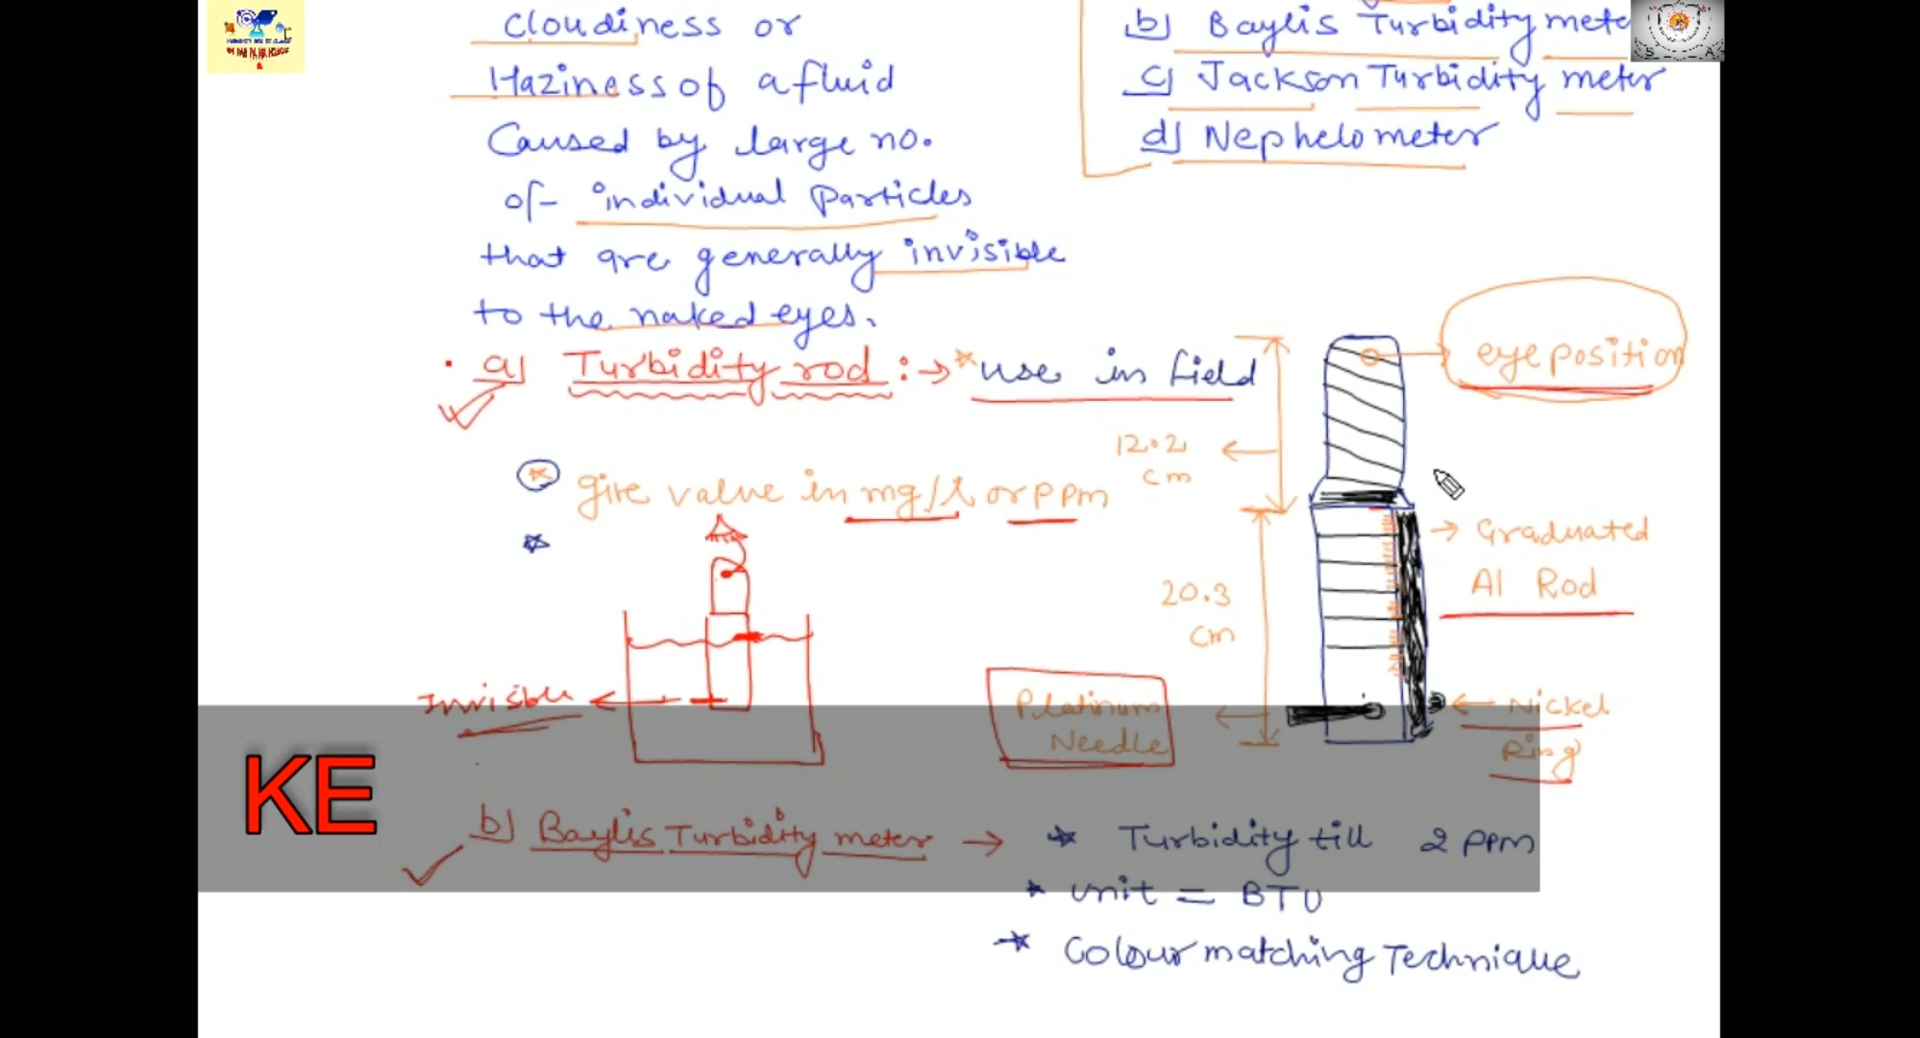 Cloudiness or
Haziness of a fluid
Caused by large no.
of individual Particles
that are generally invisible
to the naked eyes.
b) Baylis Turbidity mete
c) Jackson Turbidity meter
d) Nephelometer
a) Turbidity rod : → *use in field
give value in mg/l or PPm
eye position
12.2
cm
→ Graduated
Al Rod
20.3
cm
Invisible
Platinum
Needle
Nickel
Ring
KE
b) Baylis Turbidity meter → * Turbidity till 2 PPm
* unit = BTU
* Colour matching Technique